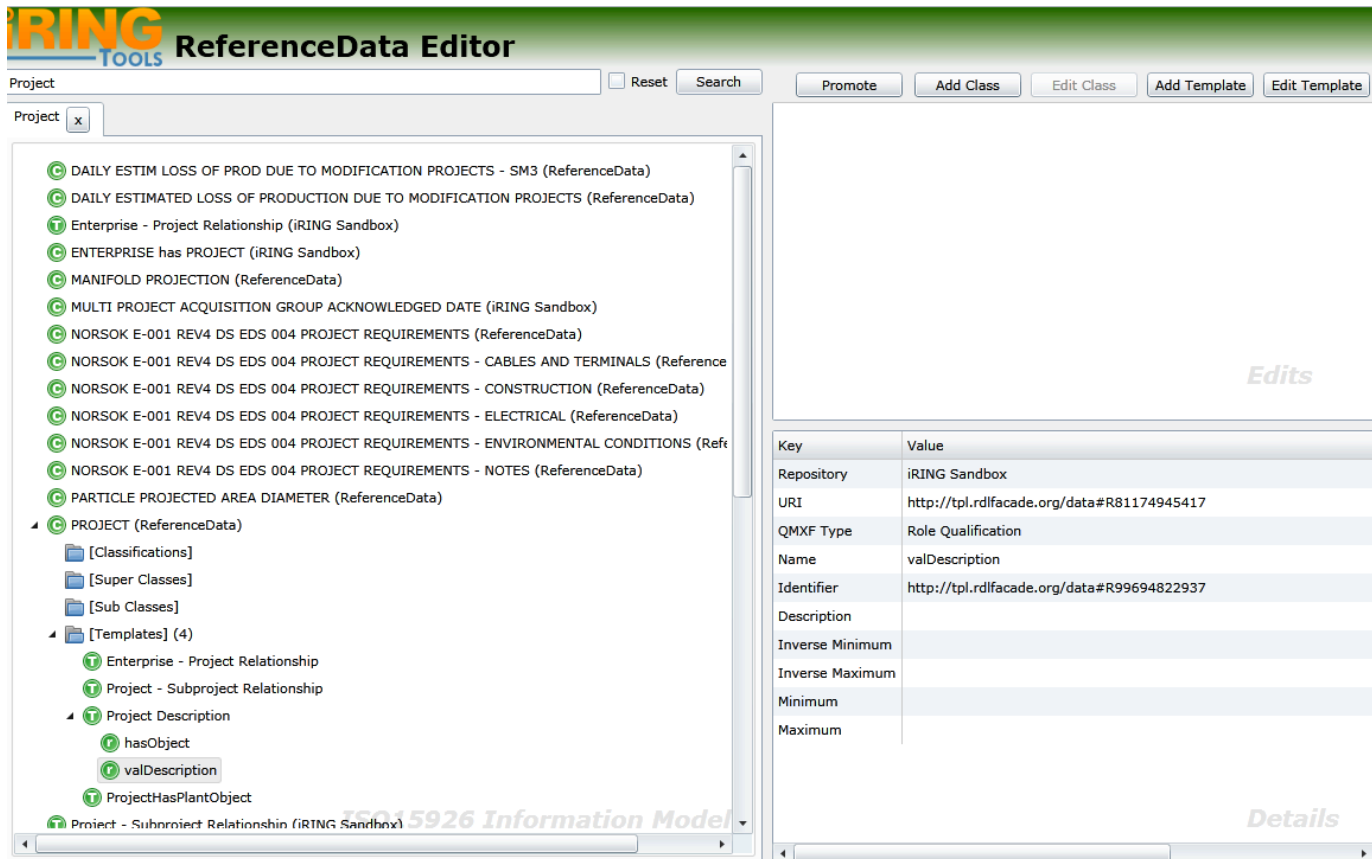 iRING
TOOLS
ReferenceData Editor
Project
Reset
Search
Promote
Add Class
Edit Class
Add Template
Edit Template
Project x
DAILY ESTIM LOSS OF PROD DUE TO MODIFICATION PROJECTS - SM3 (ReferenceData)
DAILY ESTIMATED LOSS OF PRODUCTION DUE TO MODIFICATION PROJECTS (ReferenceData)
Enterprise - Project Relationship (iRING Sandbox)
ENTERPRISE has PROJECT (iRING Sandbox)
MANIFOLD PROJECTION (ReferenceData)
MULTI PROJECT ACQUISITION GROUP ACKNOWLEDGED DATE (iRING Sandbox)
NORSOK E-001 REV4 DS EDS 004 PROJECT REQUIREMENTS (ReferenceData)
NORSOK E-001 REV4 DS EDS 004 PROJECT REQUIREMENTS - CABLES AND TERMINALS (Reference
NORSOK E-001 REV4 DS EDS 004 PROJECT REQUIREMENTS - CONSTRUCTION (ReferenceData)
NORSOK E-001 REV4 DS EDS 004 PROJECT REQUIREMENTS - ELECTRICAL (ReferenceData)
NORSOK E-001 REV4 DS EDS 004 PROJECT REQUIREMENTS - ENVIRONMENTAL CONDITIONS (Refe
NORSOK E-001 REV4 DS EDS 004 PROJECT REQUIREMENTS - NOTES (ReferenceData)
PARTICLE PROJECTED AREA DIAMETER (ReferenceData)
PROJECT (ReferenceData)
[Classifications]
[Super Classes]
[Sub Classes]
[Templates] (4)
Enterprise - Project Relationship
Project - Subproject Relationship
Project Description
hasObject
valDescription
ProjectHasPlantObject
Project - Subproject Relationship (iRING Sandbox)
ISO15926 Information Model
Edits
Key Value
Repository iRING Sandbox
URI http://tpl.rdlfacade.org/data#R81174945417
QMXF Type Role Qualification
Name valDescription
Identifier http://tpl.rdlfacade.org/data#R99694822937
Description
Inverse Minimum
Inverse Maximum
Minimum
Maximum
Details